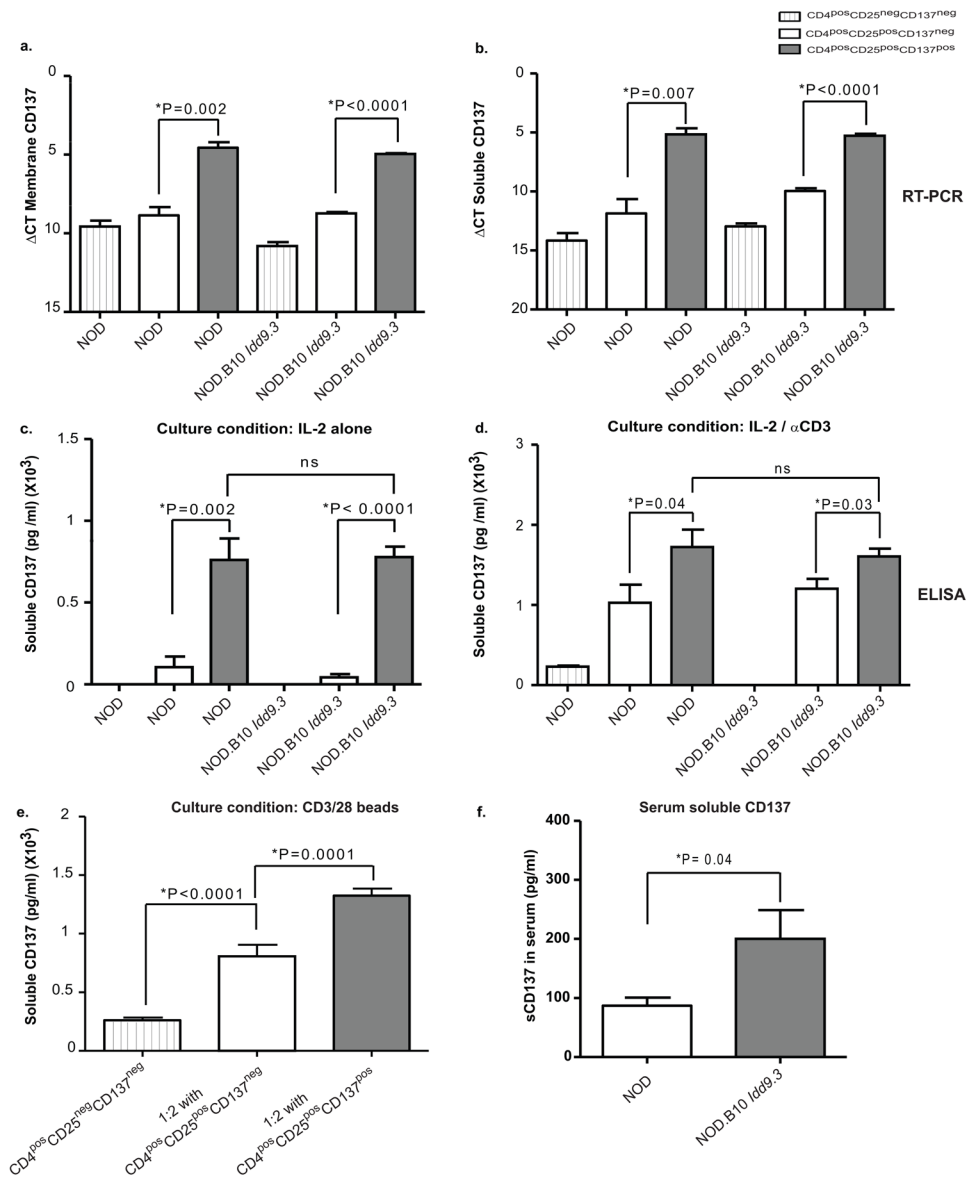 CD4posCD25negCD137neg
CD4posCD25posCD137neg
CD4posCD25posCD137pos
a.
ΔCT Membrane CD137
0
5
10
15
*P=0.002
*P<0.0001
NOD
NOD
NOD
NOD.B10 Idd9.3
NOD.B10 Idd9.3
NOD.B10 Idd9.3
b.
ΔCT Soluble CD137
0
5
10
15
20
*P=0.007
*P<0.0001
NOD
NOD
NOD
NOD.B10 Idd9.3
NOD.B10 Idd9.3
NOD.B10 Idd9.3
RT-PCR
c.
Culture condition: IL-2 alone
Soluble CD137 (pg /ml) (X10³)
1.5
1
0.5
0
ns
*P=0.002
*P< 0.0001
NOD
NOD
NOD
NOD.B10 Idd9.3
NOD.B10 Idd9.3
NOD.B10 Idd9.3
d.
Culture condition: IL-2 / αCD3
Soluble CD137 (pg/ml) (X10³)
3
2
1
0
ns
*P=0.04
*P=0.03
NOD
NOD
NOD
NOD.B10 Idd9.3
NOD.B10 Idd9.3
NOD.B10 Idd9.3
ELISA
e.
Culture condition: CD3/28 beads
Soluble CD137 (pg/ml) (X10³)
2
1.5
1
0.5
0
*P=0.0001
*P<0.0001
CD4posCD25negCD137neg
1:2 with
CD4posCD25posCD137neg
1:2 with
CD4posCD25posCD137pos
f.
Serum soluble CD137
sCD137 in serum (pg/ml)
400
300
200
100
0
*P= 0.04
NOD
NOD.B10 Idd9.3